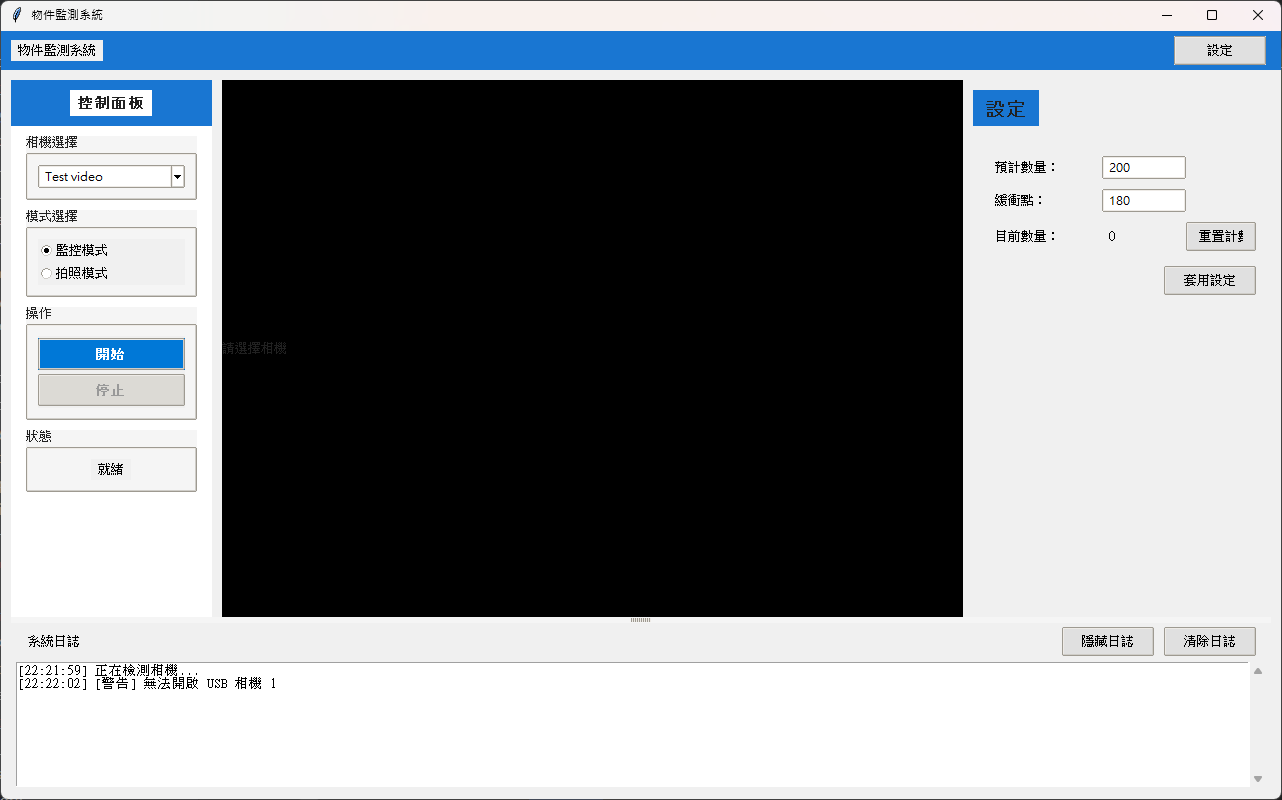 物件監測系統
物件監測系統
設定
控制面板
相機選擇
Test video
模式選擇
監控模式
拍照模式
操作
開始
停止
狀態
就緒
請選擇相機
設定
預計數量：
200
緩衝點：
180
目前數量：
0
重置計數
套用設定
系統日誌
隱藏日誌
清除日誌
[22:21:59] 正在檢測相機...
[22:22:02] [警告] 無法開啟 USB 相機 1